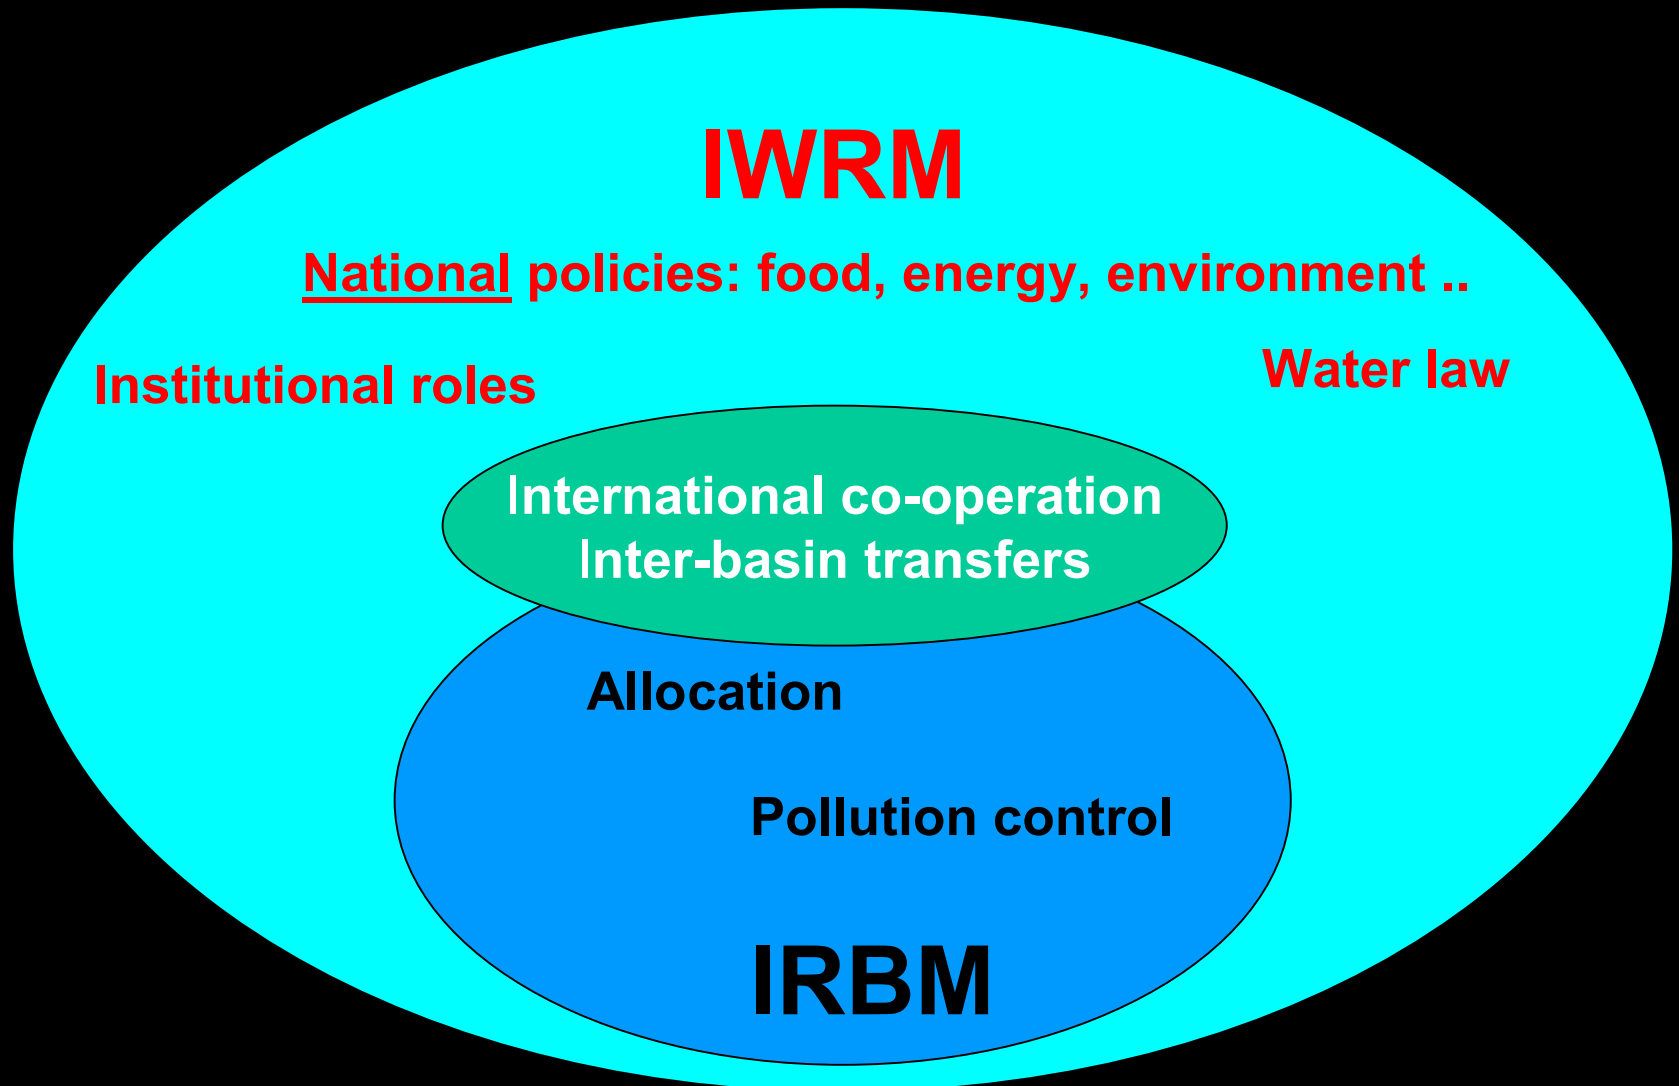 IWRM
National policies: food, energy, environment ..
Water law
Institutional roles
International co-operation
Inter-basin transfers
Allocation
Pollution control
IRBM